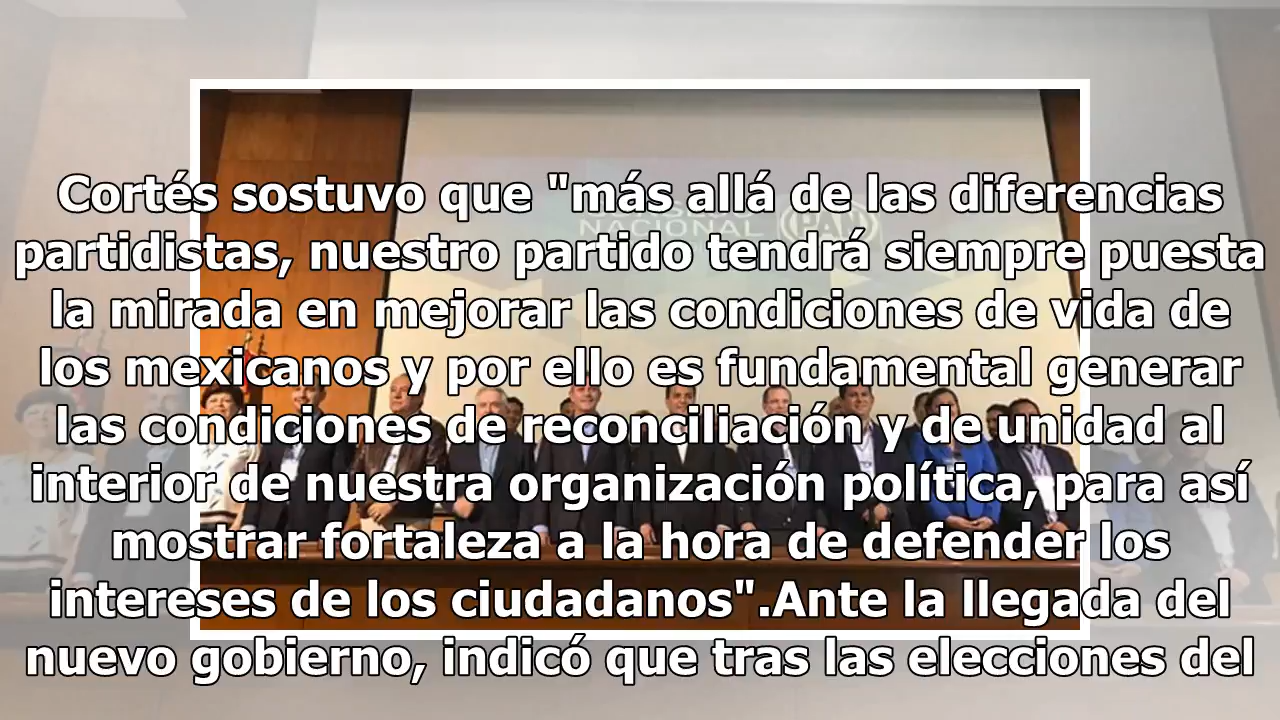 Cortés sostuvo que "más allá de las diferencias
partidistas, nuestro partido tendrá siempre puesta
la mirada en mejorar las condiciones de vida de
los mexicanos y por ello es fundamental generar
las condiciones de reconciliación y de unidad al
interior de nuestra organización política, para así
mostrar fortaleza a la hora de defender los
intereses de los ciudadanos".Ante la llegada del
nuevo gobierno, indicó que tras las elecciones del
NACIONAL PAN